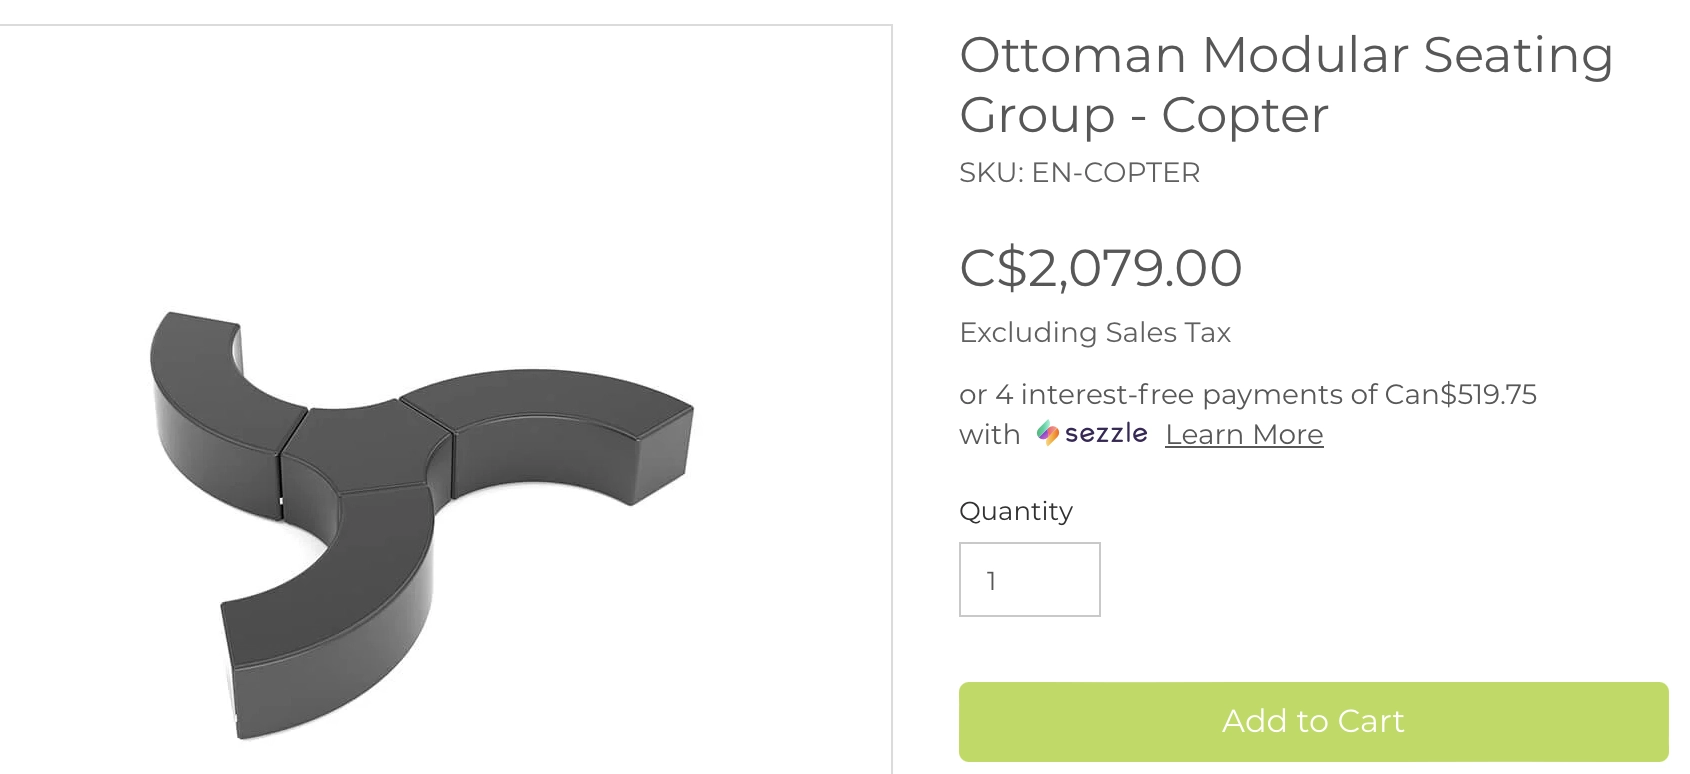 Ottoman Modular Seating
Group - Copter
SKU: EN-COPTER
C$2,079.00
Excluding Sales Tax
or 4 interest-free payments of Can$519.75
with sezzle Learn More
Quantity
1
Add to Cart